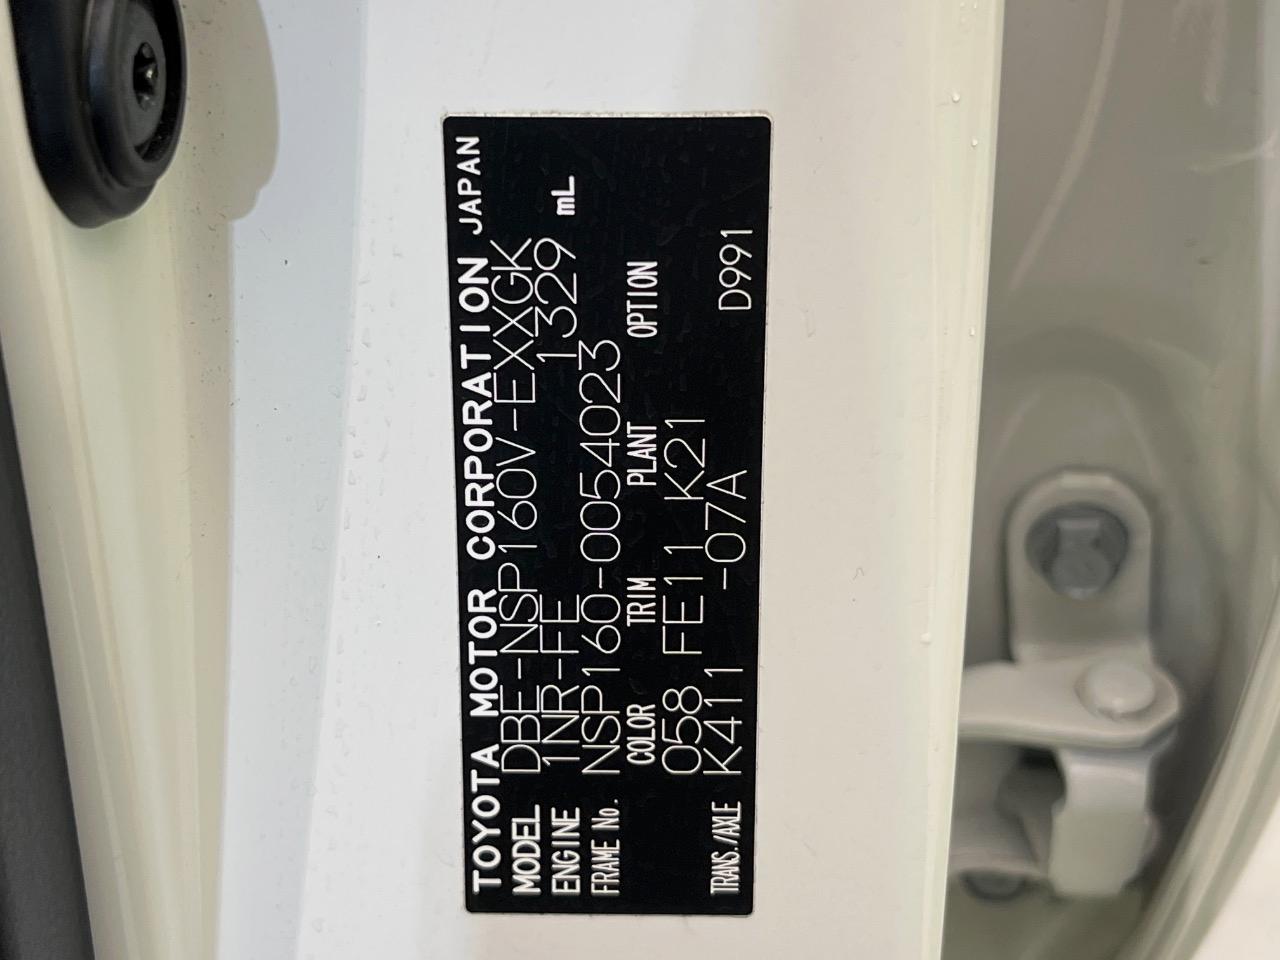 TOYOTA MOTOR CORPORATION JAPAN
MODEL DBE-NSP160V-EXXGK
ENGINE 1NR-FE 1329 mL
FRAME No. NSP160-0054023
COLOR TRIM PLANT OPTION
058 FE11 K21
TRANS./AXLE K411 -07A D991